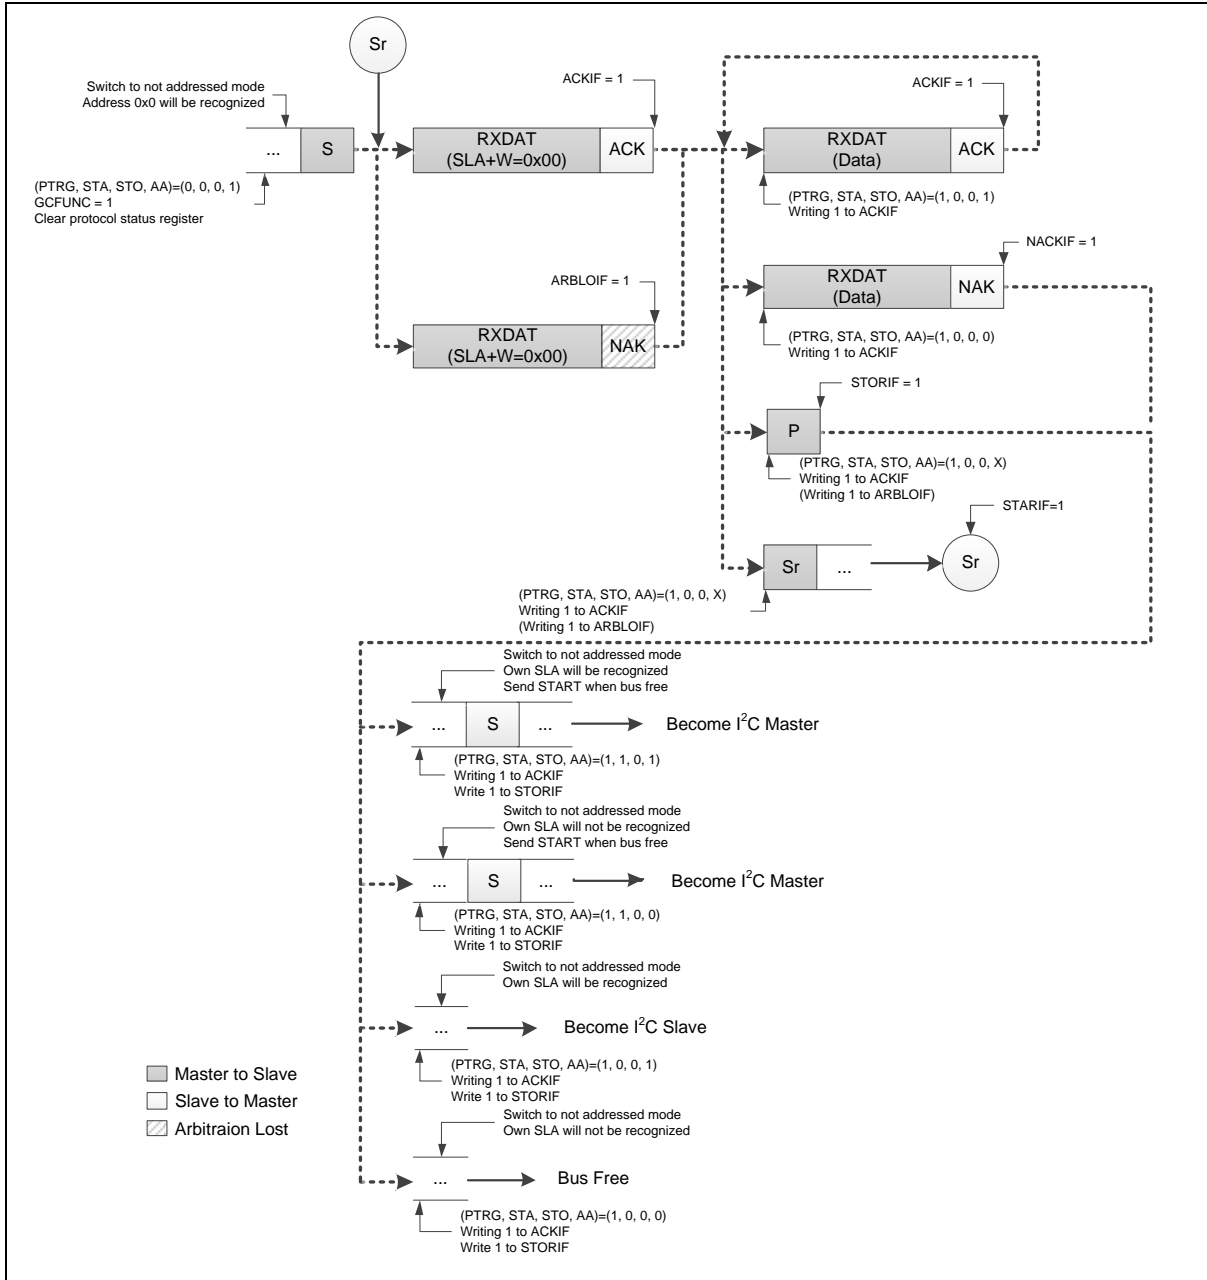 Sr
Switch to not addressed mode
Address 0x0 will be recognized
ACKIF = 1
ACKIF = 1
...
S
RXDAT
(SLA+W=0x00)
ACK
RXDAT
(Data)
ACK
(PTRG, STA, STO, AA)=(0, 0, 0, 1)
GCFUNC = 1
Clear protocol status register
(PTRG, STA, STO, AA)=(1, 0, 0, 1)
Writing 1 to ACKIF
NACKIF = 1
ARBLOIF = 1
RXDAT
(Data)
NAK
RXDAT
(SLA+W=0x00)
NAK
(PTRG, STA, STO, AA)=(1, 0, 0, 0)
Writing 1 to ACKIF
STORIF = 1
P
(PTRG, STA, STO, AA)=(1, 0, 0, X)
Writing 1 to ACKIF
(Writing 1 to ARBLOIF)
STARIF=1
Sr
...
Sr
(PTRG, STA, STO, AA)=(1, 0, 0, X)
Writing 1 to ACKIF
(Writing 1 to ARBLOIF)
Switch to not addressed mode
Own SLA will be recognized
Send START when bus free
...
S
...
Become I²C Master
(PTRG, STA, STO, AA)=(1, 1, 0, 1)
Writing 1 to ACKIF
Write 1 to STORIF
Switch to not addressed mode
Own SLA will not be recognized
Send START when bus free
...
S
...
Become I²C Master
(PTRG, STA, STO, AA)=(1, 1, 0, 0)
Writing 1 to ACKIF
Write 1 to STORIF
Switch to not addressed mode
Own SLA will be recognized
...
Become I²C Slave
(PTRG, STA, STO, AA)=(1, 0, 0, 1)
Writing 1 to ACKIF
Write 1 to STORIF
Master to Slave
Slave to Master
Arbitraion Lost
Switch to not addressed mode
Own SLA will not be recognized
...
Bus Free
(PTRG, STA, STO, AA)=(1, 0, 0, 0)
Writing 1 to ACKIF
Write 1 to STORIF